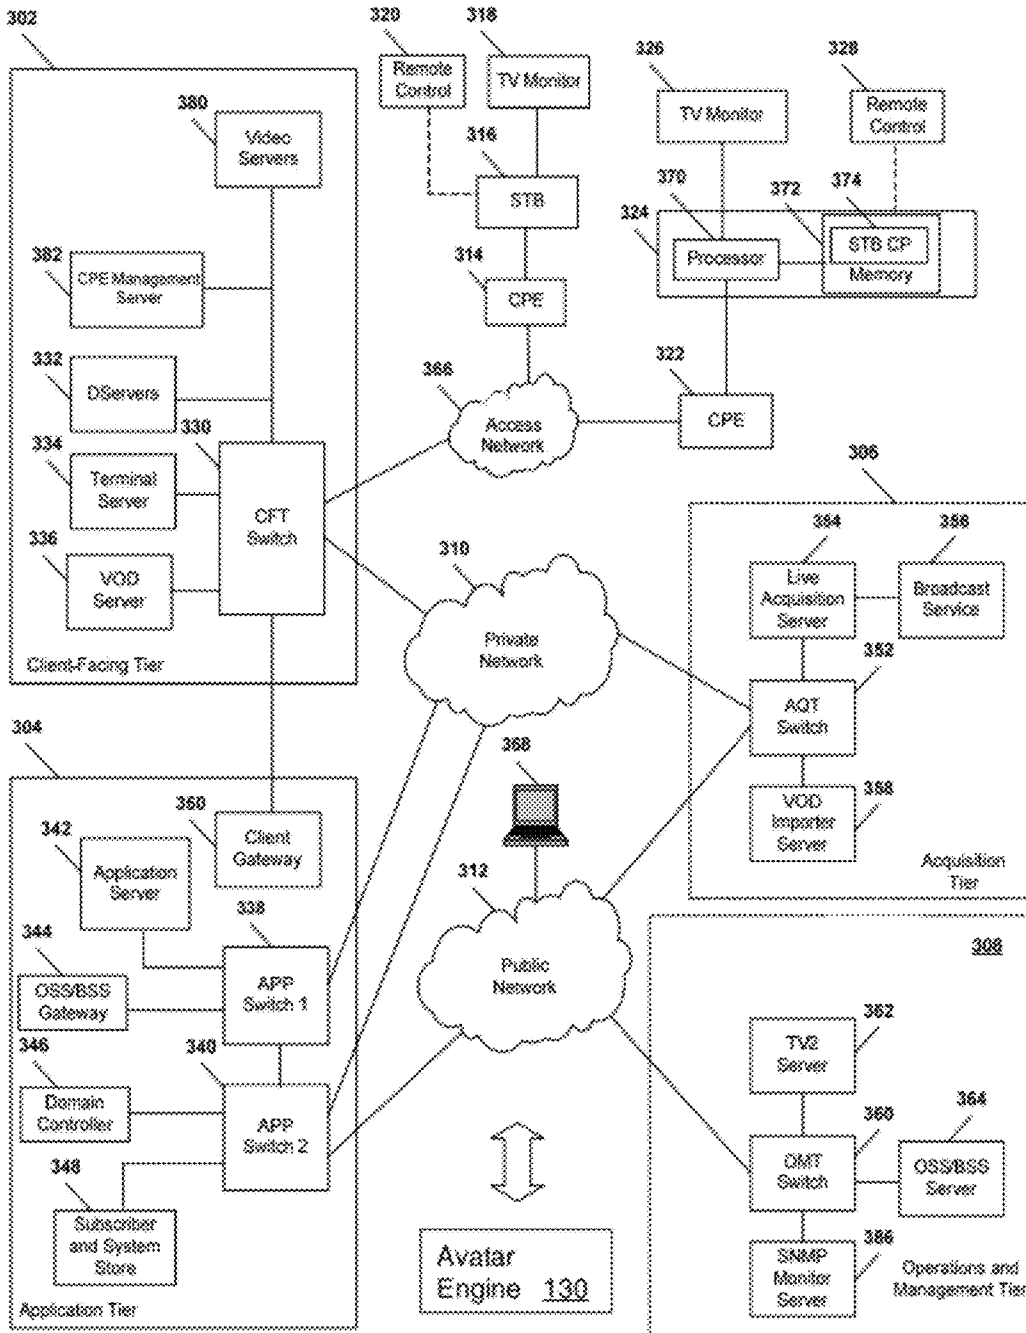 302
320
318
326
328
Remote
Control
TV Monitor
TV Monitor
Remote
Control
380
Video
Servers
316
STB
370
372
374
324
Processor
STB CP
Memory
382
CPE Management
Server
314
CPE
332
DServers
366
Access
Network
322
CPE
330
334
Terminal
Server
CFT
Switch
336
VOD
Server
Client-Facing Tier
310
Private
Network
306
354
356
Live
Acquisition
Server
Broadcast
Service
352
AQT
Switch
358
VOD
Importer
Server
Acquisition
Tier
304
368
350
Client
Gateway
342
Application
Server
312
Public
Network
338
344
OSS/BSS
Gateway
APP
Switch 1
346
340
Domain
Controller
APP
Switch 2
348
Subscriber
and System
Store
Application Tier
Avatar
Engine 130
308
362
TV2
Server
364
360
OMT
Switch
OSS/BSS
Server
386
SNMP
Monitor
Server
Operations and
Management Tier